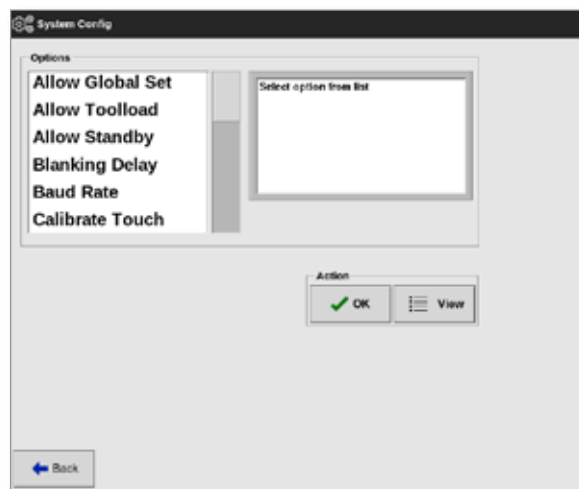 System Config
Options
Allow Global Set
Allow Toolload
Allow Standby
Blanking Delay
Baud Rate
Calibrate Touch
Select option from list
Action
OK
View
Back